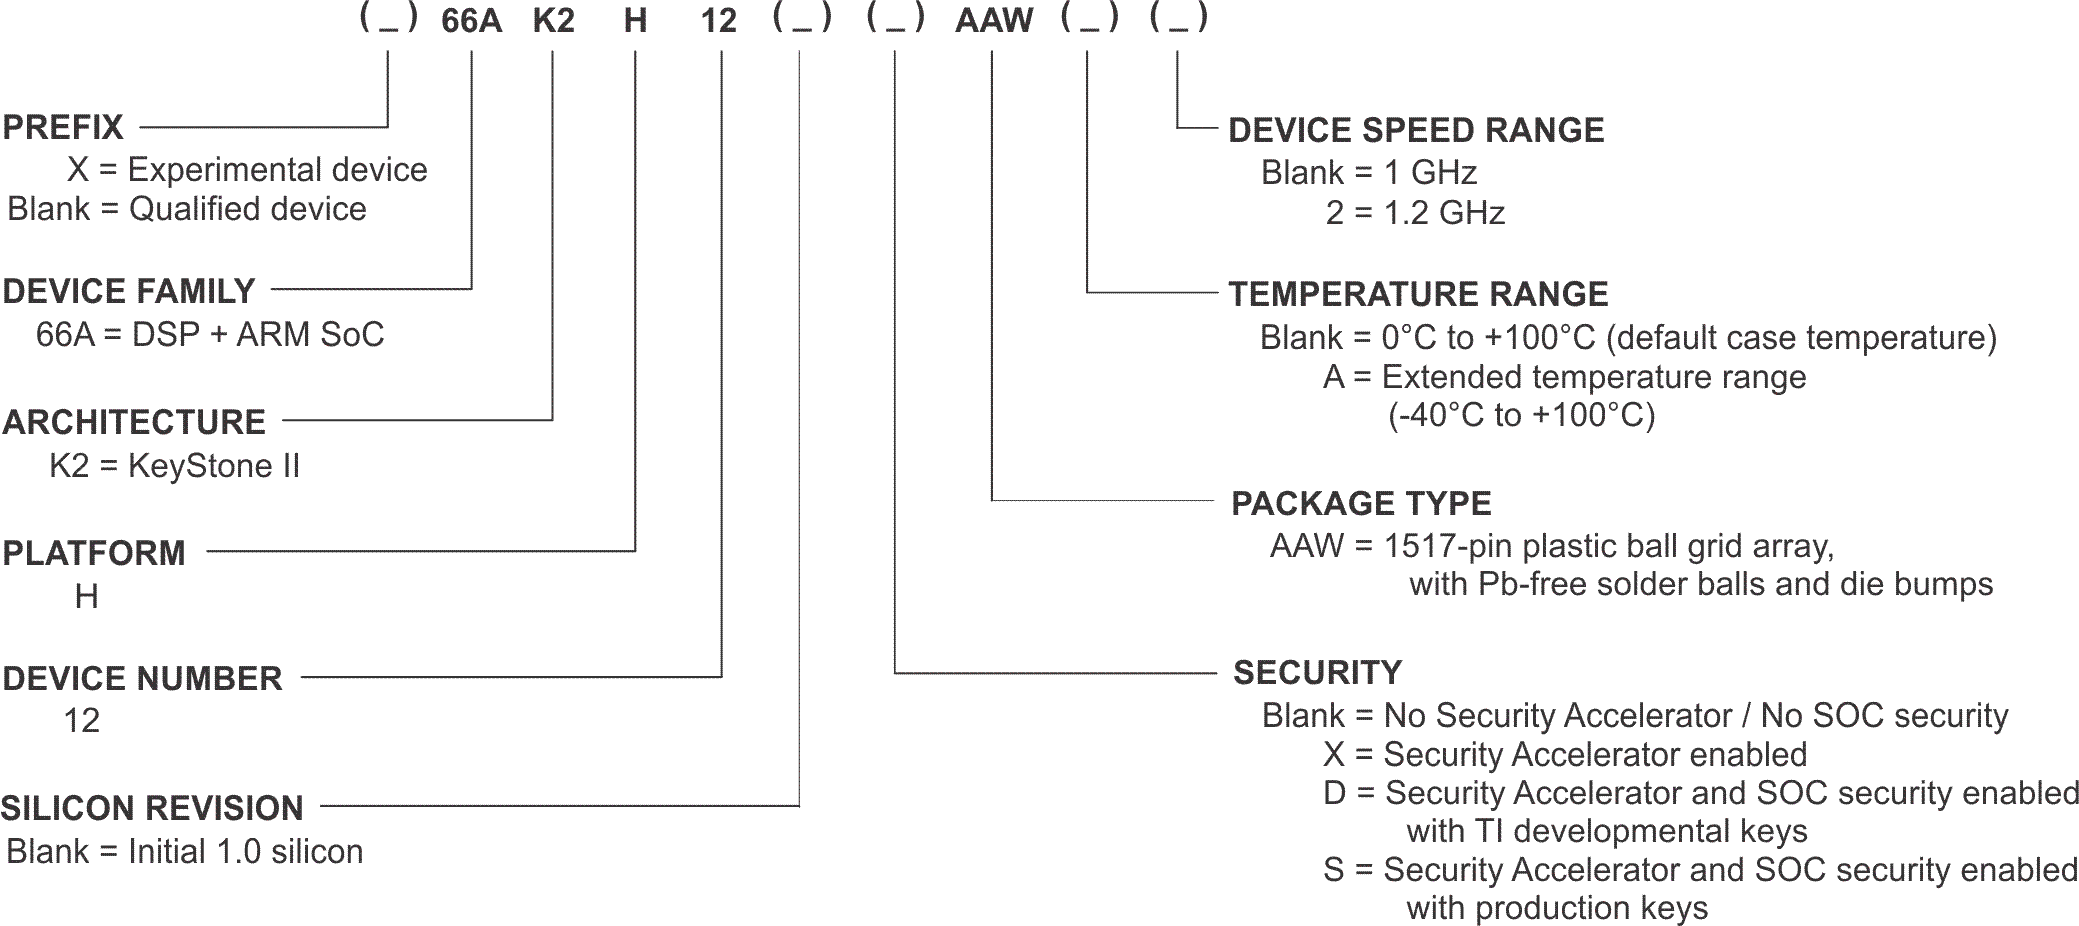 (_) 66A K2 H 12 (_) (_) AAW (_) (_)
PREFIX
X = Experimental device
Blank = Qualified device
DEVICE FAMILY
66A = DSP + ARM SoC
ARCHITECTURE
K2 = KeyStone II
PLATFORM
H
DEVICE NUMBER
12
SILICON REVISION
Blank = Initial 1.0 silicon
DEVICE SPEED RANGE
Blank = 1 GHz
2 = 1.2 GHz
TEMPERATURE RANGE
Blank = 0°C to +100°C (default case temperature)
A = Extended temperature range
(-40°C to +100°C)
PACKAGE TYPE
AAW = 1517-pin plastic ball grid array,
with Pb-free solder balls and die bumps
SECURITY
Blank = No Security Accelerator / No SOC security
X = Security Accelerator enabled
D = Security Accelerator and SOC security enabled
with TI developmental keys
S = Security Accelerator and SOC security enabled
with production keys